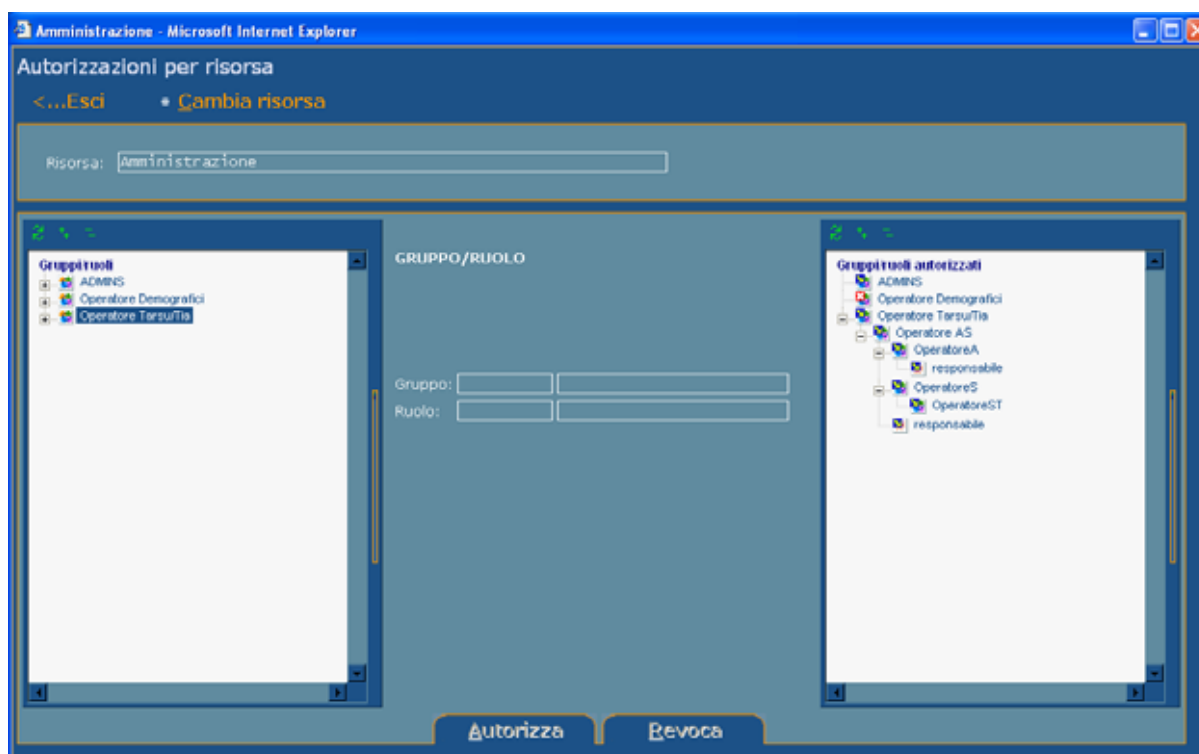 Amministrazione - Microsoft Internet Explorer
Autorizzazioni per risorsa
<...Esci
Cambia risorsa
Risorsa: Amministrazione
Gruppi/ruoli
ADMINS
Operatore Demografici
Operatore Tarsu/Tia
GRUPPO/RUOLO
Gruppo:
Ruolo:
Gruppi/ruoli autorizzati
ADMINS
Operatore Demografici
Operatore Tarsu/Tia
Operatore AS
OperatoreA
responsabile
OperatoreS
OperatoreST
responsabile
Autorizza
Revoca